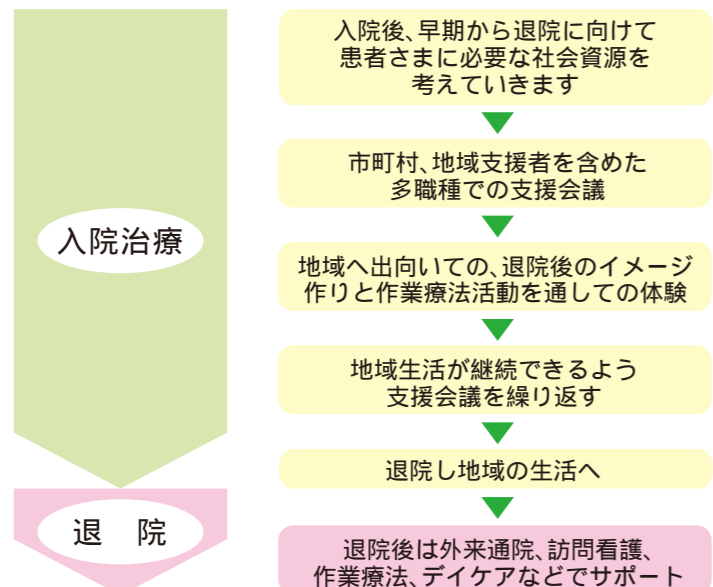 入院治療
入院後、早期から退院に向けて
患者さまに必要な社会資源を
考えていきます
市町村、地域支援者を含めた
多職種での支援会議
地域へ出向いての、退院後のイメージ
作りと作業療法活動を通しての体験
地域生活が継続できるよう
支援会議を繰り返す
退院し地域の生活へ
退　院
退院後は外来通院、訪問看護、
作業療法、デイケアなどでサポート